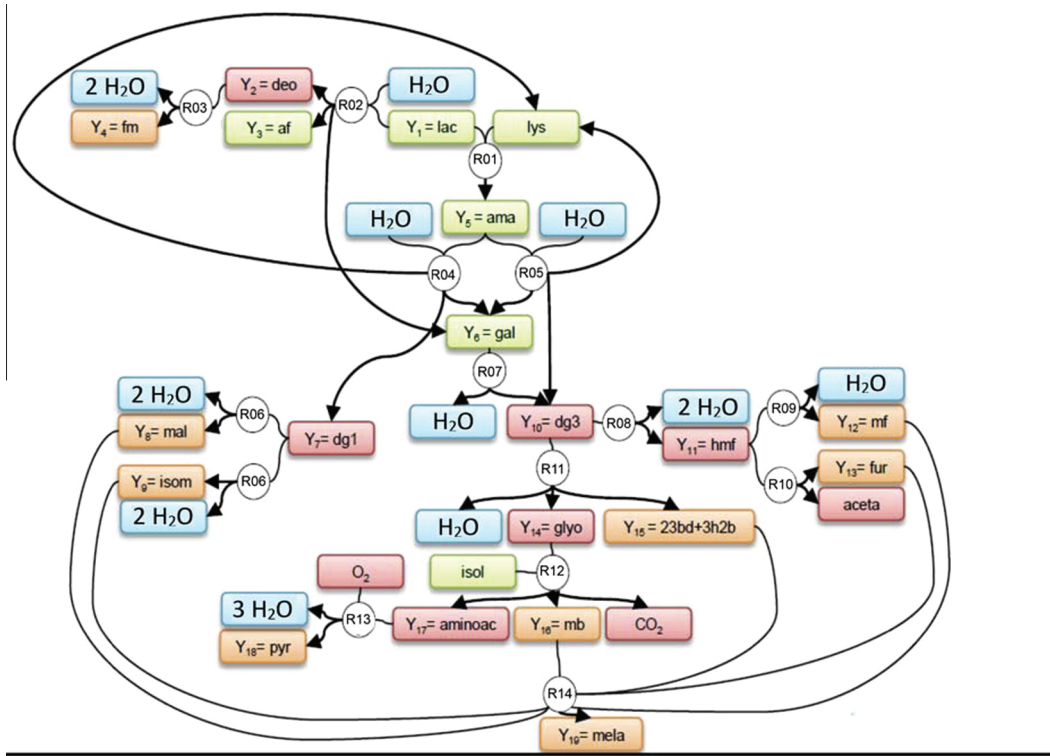 2 H₂O
Y₂ = deo
H₂O
R03
R02
Y₄ = fm
Y₃ = af
Y₁ = lac
lys
R01
H₂O
Y₅ = ama
H₂O
R04
R05
Y₆ = gal
R07
2 H₂O
R06
Y₈= mal
H₂O
Y₁₀= dg3
R08
2 H₂O
R09
H₂O
Y₁₂= mf
Y₇= dg1
Y₁₁= hmf
Y₉= isom
R06
R11
R10
Y₁₃= fur
2 H₂O
aceta
H₂O
Y₁₄= glyo
Y₁₅ = 23bd+3h2b
O₂
isol
R12
3 H₂O
R13
Y₁₇= aminoac
Y₁₆= mb
CO₂
Y₁₈= pyr
R14
Y₁₉= mela